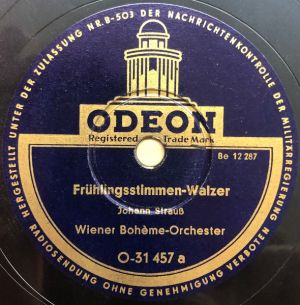 HERGESTELLT UNTER DER ZULASSUNG NR. B-503 DER NACHRICHTENKONTROLLE DER MILITÄRREGIERUNG
ODEON
Registered Trade Mark
Be 12 287
Frühlingsstimmen-Walzer
Johann Strauß
Wiener Bohème-Orchester
O-31 457 a
RADIOSENDUNG OHNE GENEHMIGUNG VERBOTEN